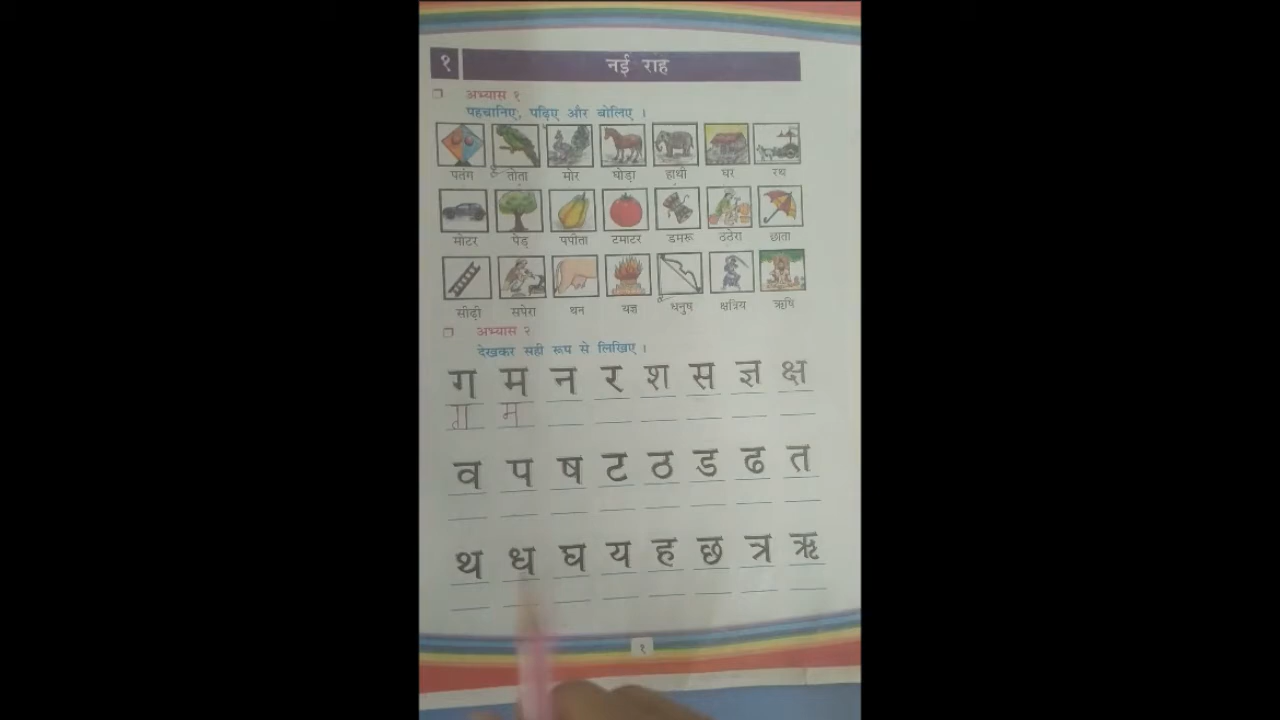 १ नई राह
अभ्यास १
पहचानिए, पढ़िए और बोलिए ।
पतंग तोता मोर घोड़ा हाथी घर रथ
मोटर पेड़ पपीता टमाटर डमरू ठठेरा छाता
सीढ़ी सपेरा थन यज्ञ धनुष क्षत्रिय ऋषि
अभ्यास २
देखकर सही रूप से लिखिए ।
ग म न र श स ज्ञ क्ष
ग म
व प ष ट ठ ड ढ त
थ ध घ य ह छ त्र ऋ
१